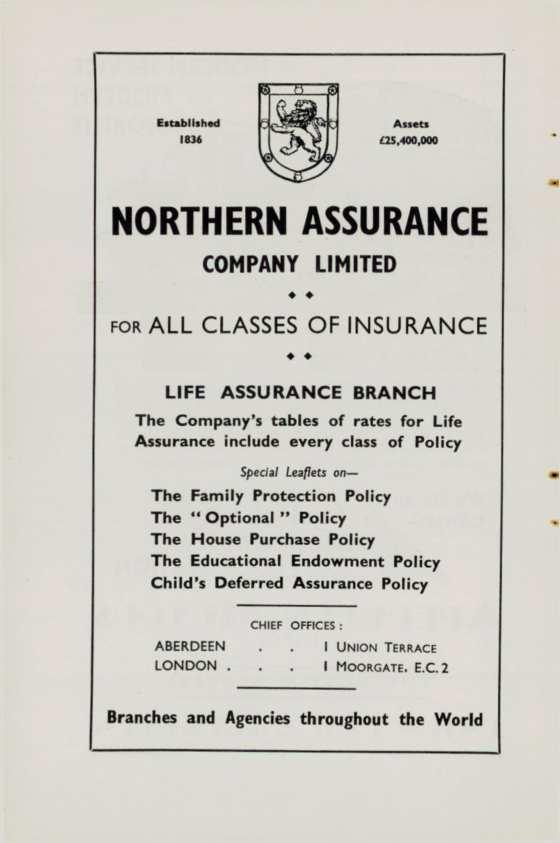 Established
1836
Assets
£25,400,000
NORTHERN ASSURANCE
COMPANY LIMITED
FOR ALL CLASSES OF INSURANCE
LIFE ASSURANCE BRANCH
The Company's tables of rates for Life
Assurance include every class of Policy
Special Leaflets on—
The Family Protection Policy
The “ Optional ” Policy
The House Purchase Policy
The Educational Endowment Policy
Child's Deferred Assurance Policy
CHIEF OFFICES :
ABERDEEN . . 1 UNION TERRACE
LONDON . . . 1 MOORGATE. E.C. 2
Branches and Agencies throughout the World